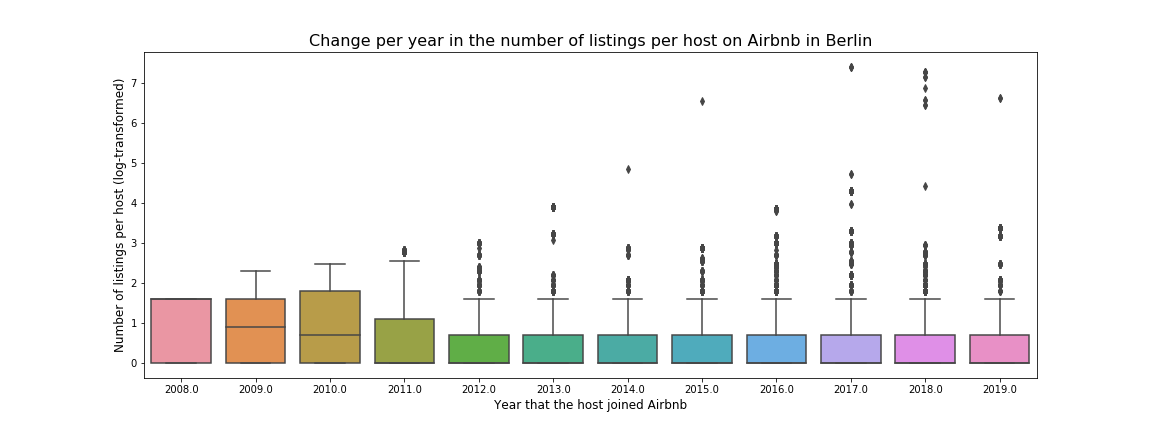 Change per year in the number of listings per host on Airbnb in Berlin
Number of listings per host (log-transformed)
7
6
5
4
3
2
1
0
2008.0 2009.0 2010.0 2011.0 2012.0 2013.0 2014.0 2015.0 2016.0 2017.0 2018.0 2019.0
Year that the host joined Airbnb